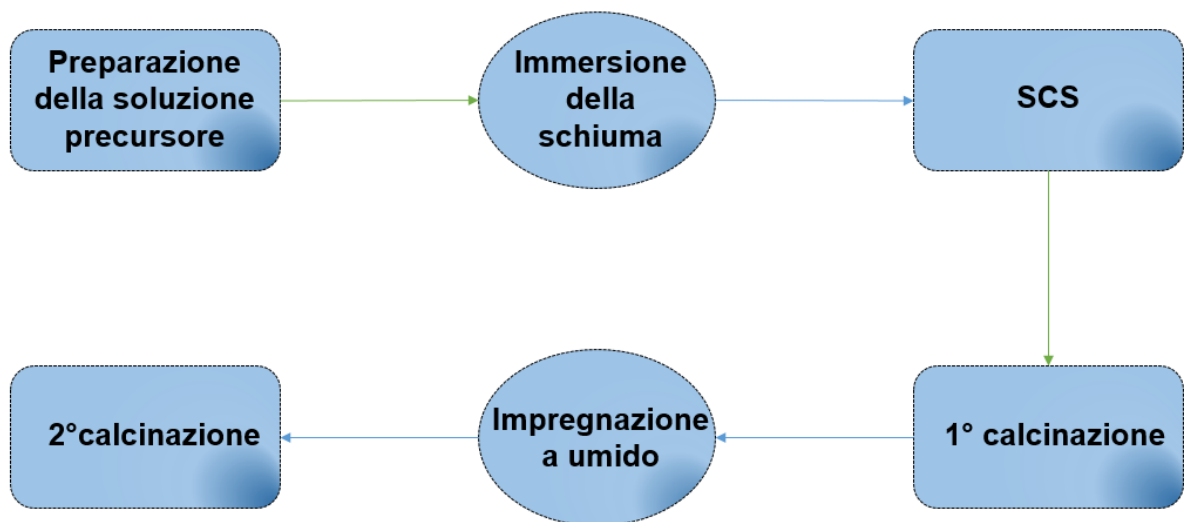 Preparazione
della soluzione
precursore
Immersione
della
schiuma
SCS
1° calcinazione
Impregnazione
a umido
2°calcinazione